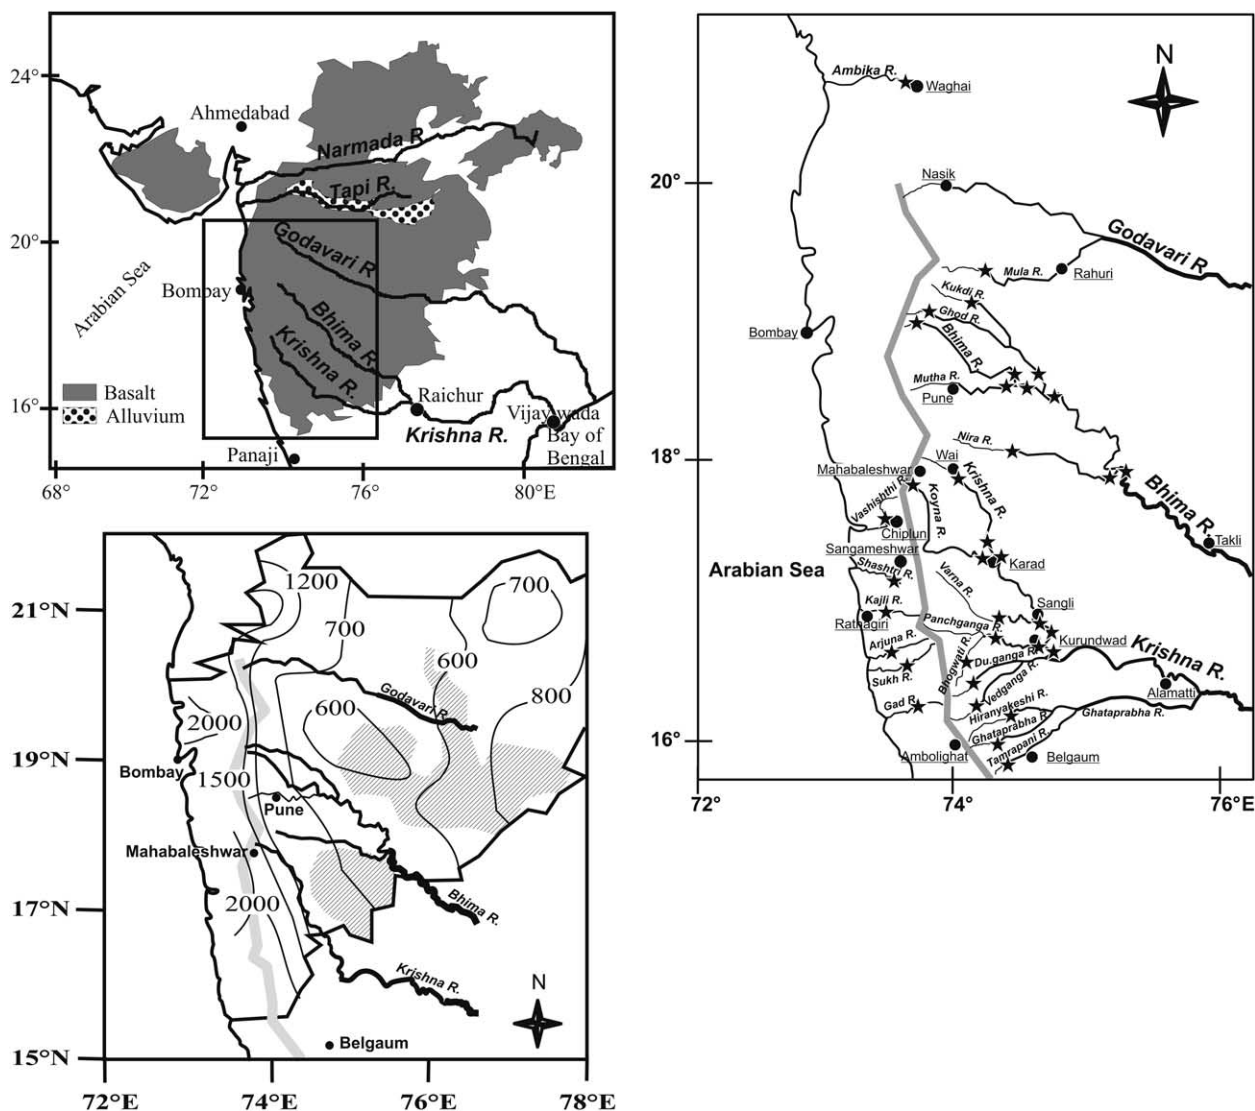 24°
Ahmedabad
Narmada R.
Tapi R.
20°
Godavari R.
Arabian Sea
Bombay
Bhima R.
Krishna R.
Basalt
Alluvium
16°
Raichur
Vijaywada
Krishna R.
Bay of
Bengal
Panaji
68°
72°
76°
80°E
N
Ambika R.
Waghai
20°
Nasik
Godavari R
Mula R.
Rahuri
Kukdi R.
Ghod R.
Bhima R.
Bombay
Mutha R.
Pune
Nira R.
18°
Mahabaleshwar
Wai
Krishna R.
Koyna R.
Vashishthi R.
Bhima R.
Chiplun
Takli
Sangameshwar
Karad
Arabian Sea
Shashtri R.
Varna R.
Kajli R.
Sangli
Ratnagiri
Panchganga R.
Kurundwad
Arjuna R.
Krishna R.
Du.ganga R.
Bhogwati R.
Sukh R.
Vedganga R.
Alamatti
Gad R.
Hiranyakeshi R.
Ghataprabha R.
Ghataprabha R.
16°
Ambolighat
Tamrapani R.
Belgaum
72°
74°
76°E
1200
700
21°N
700
600
800
Godavari R.
600
2000
19°N
Bombay
1500
Pune
Mahabaleshwar
17°N
2000
Bhima R.
Krishna R.
N
Belgaum
15°N
72°E
74°E
76°E
78°E